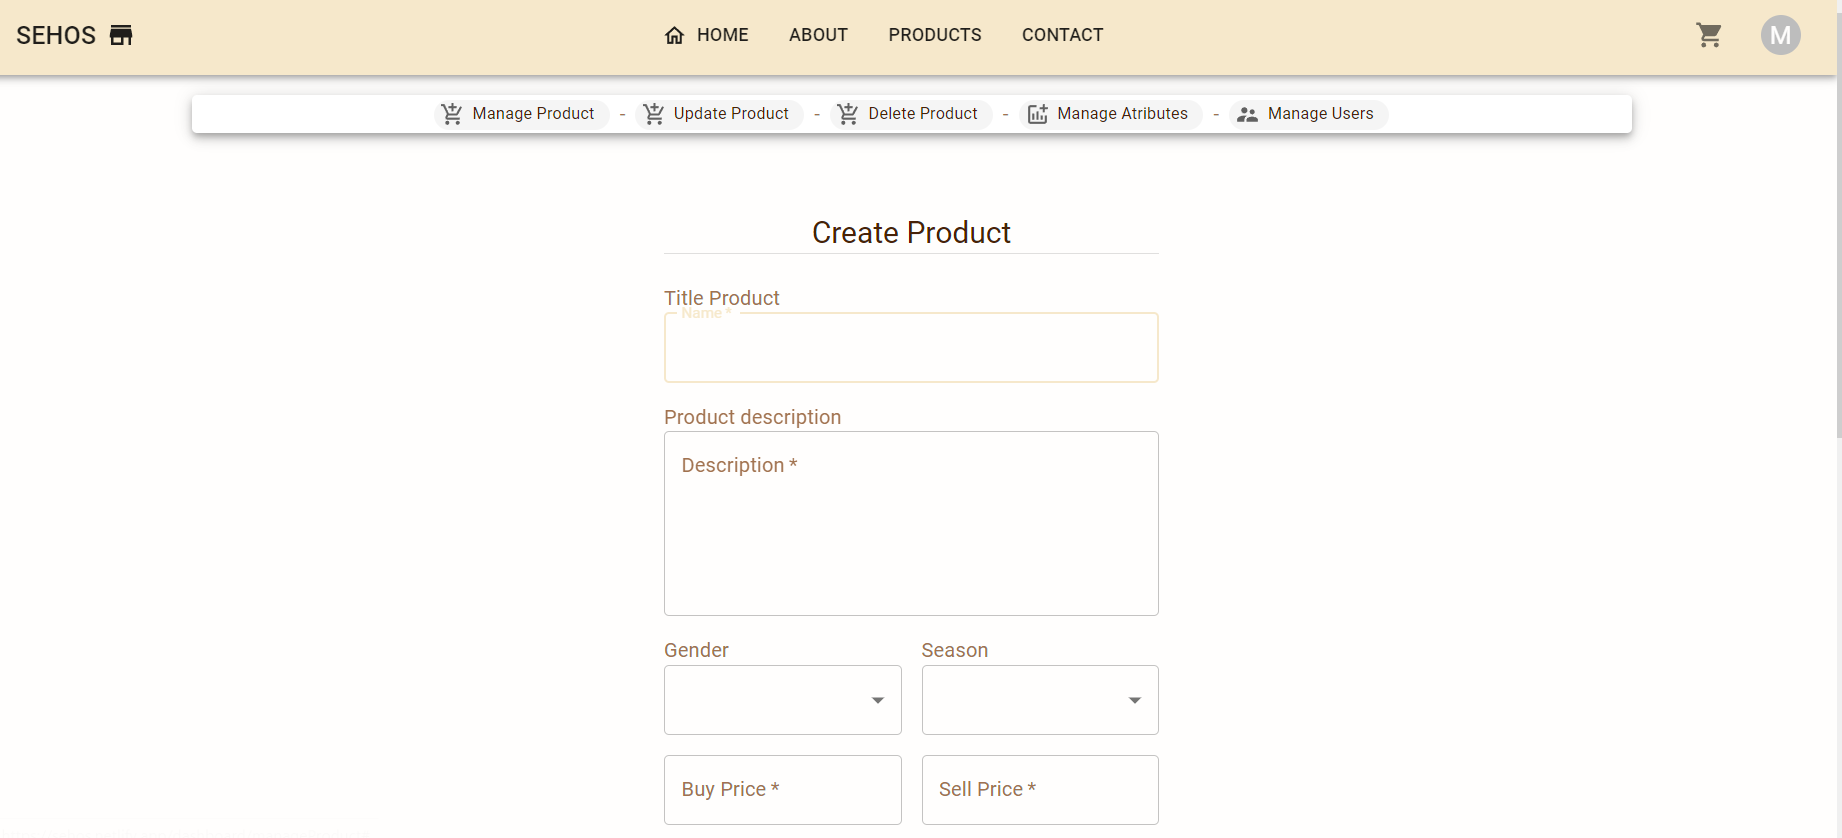 SEHOS HOME ABOUT PRODUCTS CONTACT M
Manage Product - Update Product - Delete Product - Manage Atributes - Manage Users
Create Product
Title Product
Name *
Product description
Description *
Gender Season
Buy Price * Sell Price *